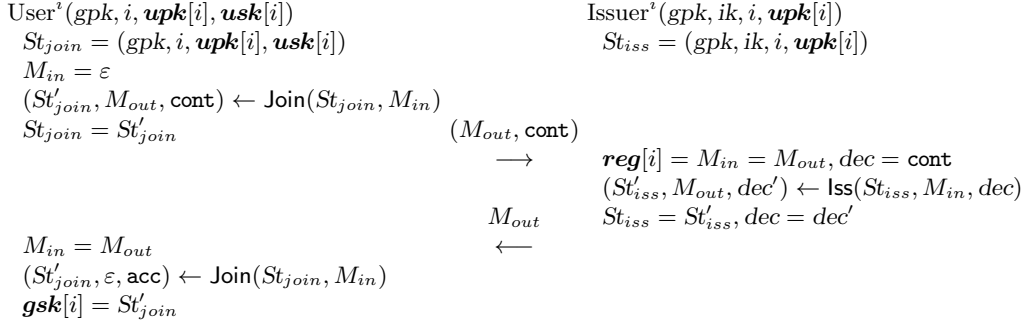 Userⁱ(gpk, i, upk[i], usk[i]) Issuerⁱ(gpk, ik, i, upk[i])
St_join = (gpk, i, upk[i], usk[i]) St_iss = (gpk, ik, i, upk[i])
M_in = ε
(St′_join, M_out, cont) ← Join(St_join, M_in)
St_join = St′_join (M_out, cont)
⟶ reg[i] = M_in = M_out, dec = cont
(St′_iss, M_out, dec′) ← Iss(St_iss, M_in, dec)
M_out St_iss = St′_iss, dec = dec′
M_in = M_out ⟵
(St′_join, ε, acc) ← Join(St_join, M_in)
gsk[i] = St′_join